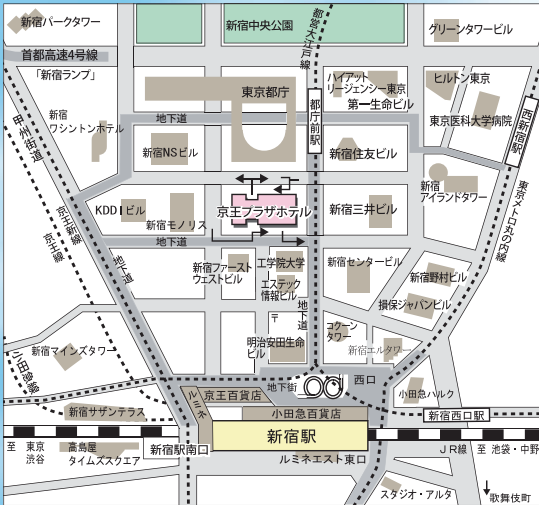 新宿パークタワー
新宿中央公園
都営大江戸線
グリーンタワービル
首都高速4号線
「新宿ランプ」
ハイアット
リージェンシー東京
ヒルトン東京
東京都庁
第一生命ビル
西新宿駅
甲州街道
新宿
ワシントンホテル
地下道
都庁前駅
東京医科大学病院
新宿NSビル
新宿住友ビル
京王新線
京王線
新宿
アイランドタワー
東京メトロ丸の内線
KDDIビル
京王プラザホテル
新宿三井ビル
新宿モノリス
地下道
地下道
新宿ファースト
ウェストビル
工学院大学
新宿センタービル
エステック
情報ビル
新宿野村ビル
地下道
損保ジャパンビル
〒
コクーン
タワー
明治安田生命
ビル
新宿エルタワー
小田急線
新宿マインズタワー
地下街
西口
小田急ハルク
ルミネ
京王百貨店
新宿サザンテラス
小田急百貨店
新宿西口駅
至 東京
渋谷
高島屋
タイムズスクエア
新宿駅南口
新宿駅
JR線
至 池袋・中野
ルミネエスト東口
スタジオ・アルタ
歌舞伎町